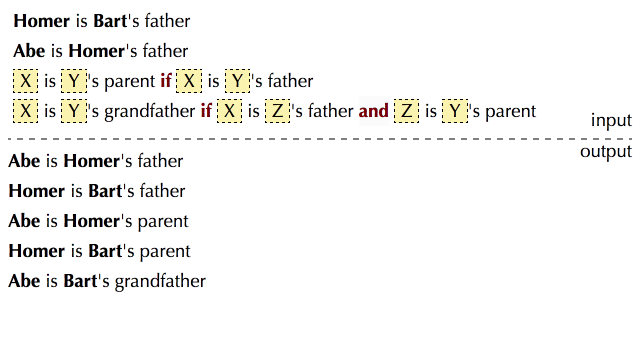 Homer is Bart's father
Abe is Homer's father
X is Y's parent if X is Y's father
X is Y's grandfather if X is Z's father and Z is Y's parent
input
output
Abe is Homer's father
Homer is Bart's father
Abe is Homer's parent
Homer is Bart's parent
Abe is Bart's grandfather